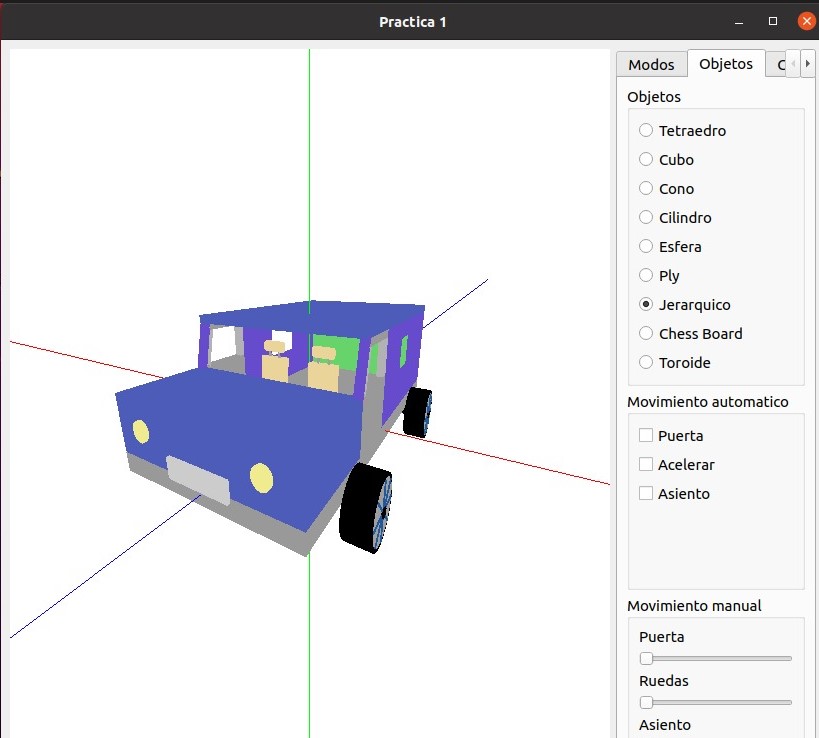 Practica 1
Modos
Objetos
Objetos
Tetraedro
Cubo
Cono
Cilindro
Esfera
Ply
Jerarquico
Chess Board
Toroide
Movimiento automatico
Puerta
Acelerar
Asiento
Movimiento manual
Puerta
Ruedas
Asiento